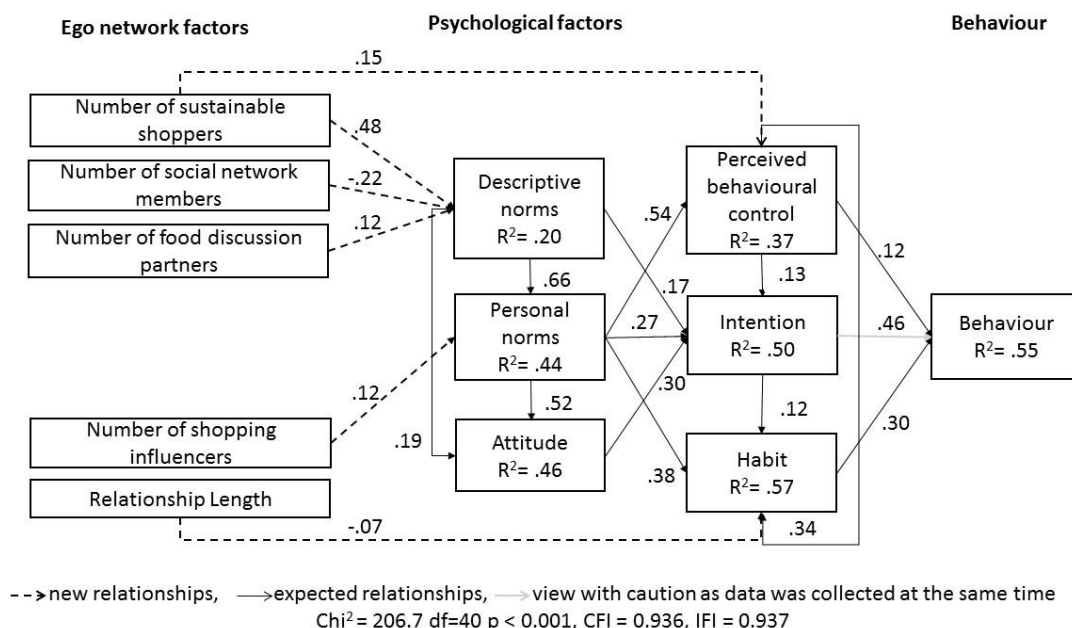 Ego network factors
Psychological factors
Behaviour
.15
Number of sustainable
shoppers
.48
Number of social network
members
-.22
Number of food discussion
partners
.12
Descriptive
norms
R²= .20
Perceived
behavioural
control
R²= .37
.54
.12
.66
.17
.13
Personal
norms
R²= .44
.27
Intention
R²= .50
.46
Behaviour
R²= .55
.12
.52
.30
.12
.30
Number of shopping
influencers
.19
Attitude
R²= .46
.38
Habit
R²= .57
Relationship Length
-.07
.34
new relationships, expected relationships, view with caution as data was collected at the same time
Chi² = 206.7 df=40 p < 0.001, CFI = 0.936, IFI = 0.937